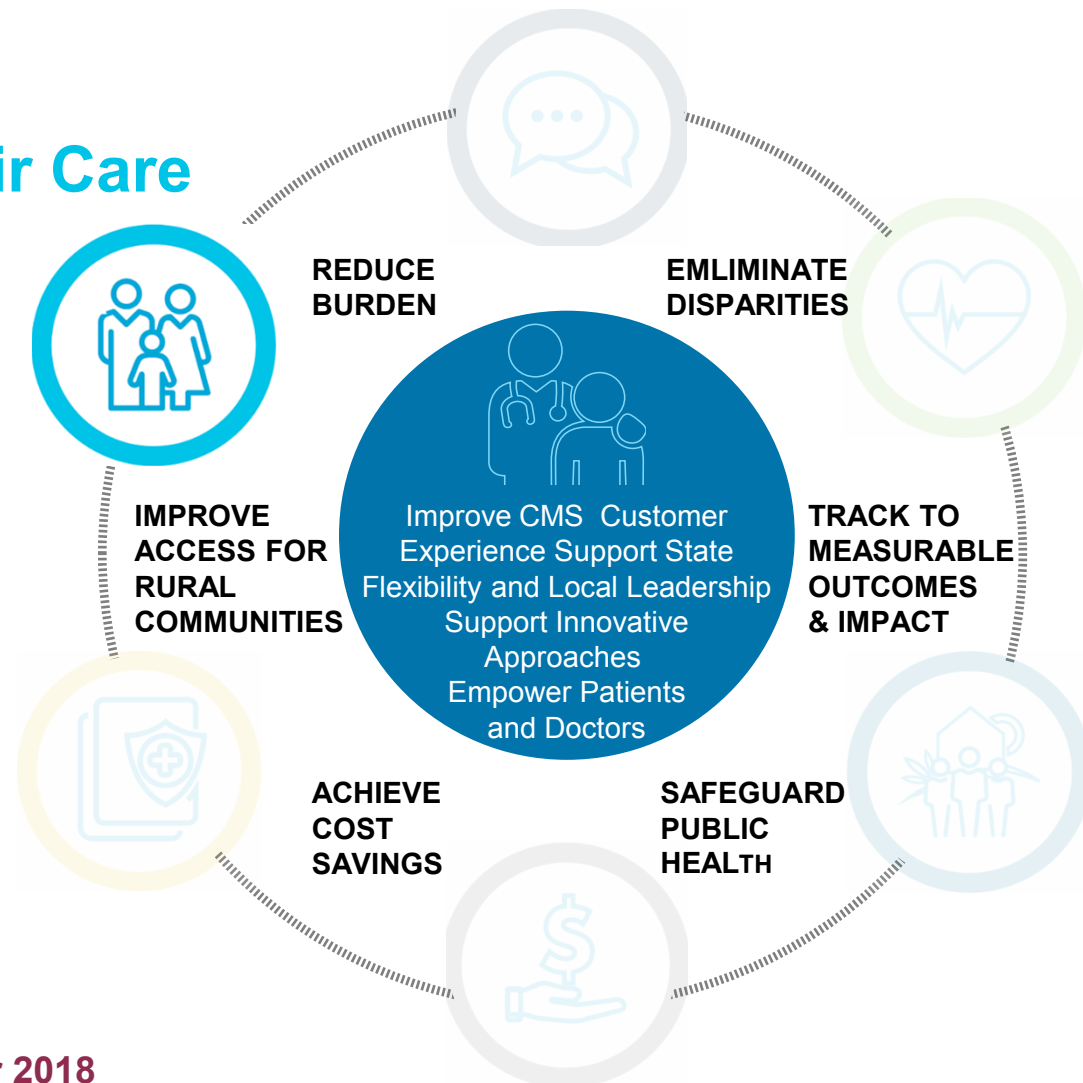 ir Care
REDUCE
BURDEN
EMLIMINATE
DISPARITIES
IMPROVE
ACCESS FOR
RURAL
COMMUNITIES
Improve CMS Customer
Experience Support State
Flexibility and Local Leadership
Support Innovative
Approaches
Empower Patients
and Doctors
TRACK TO
MEASURABLE
OUTCOMES
& IMPACT
ACHIEVE
COST
SAVINGS
SAFEGUARD
PUBLIC
HEALTH
$
r 2018